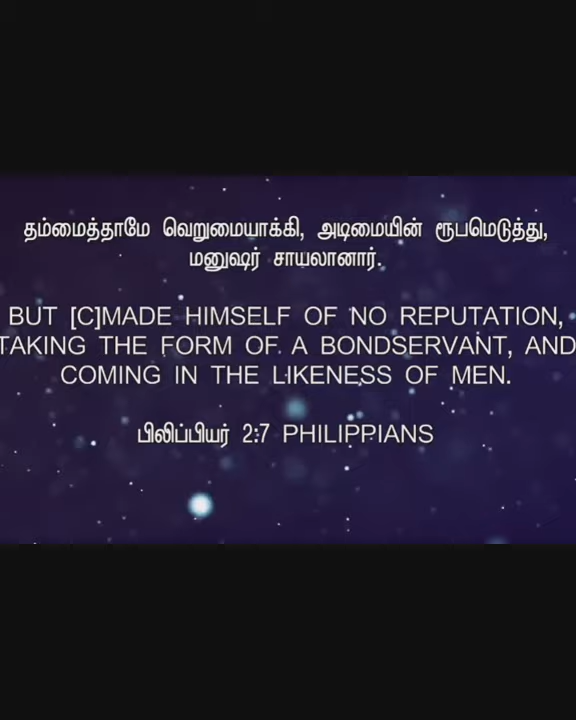 தம்மைத்தாமே வெறுமையாக்கி, அடிமையின் ரூபமெடுத்து,
மனுஷர் சாயலானார்.
BUT [C]MADE HIMSELF OF NO REPUTATION,
TAKING THE FORM OF A BONDSERVANT, AND
COMING IN THE LIKENESS OF MEN.
பிலிப்பியர் 2:7 PHILIPPIANS